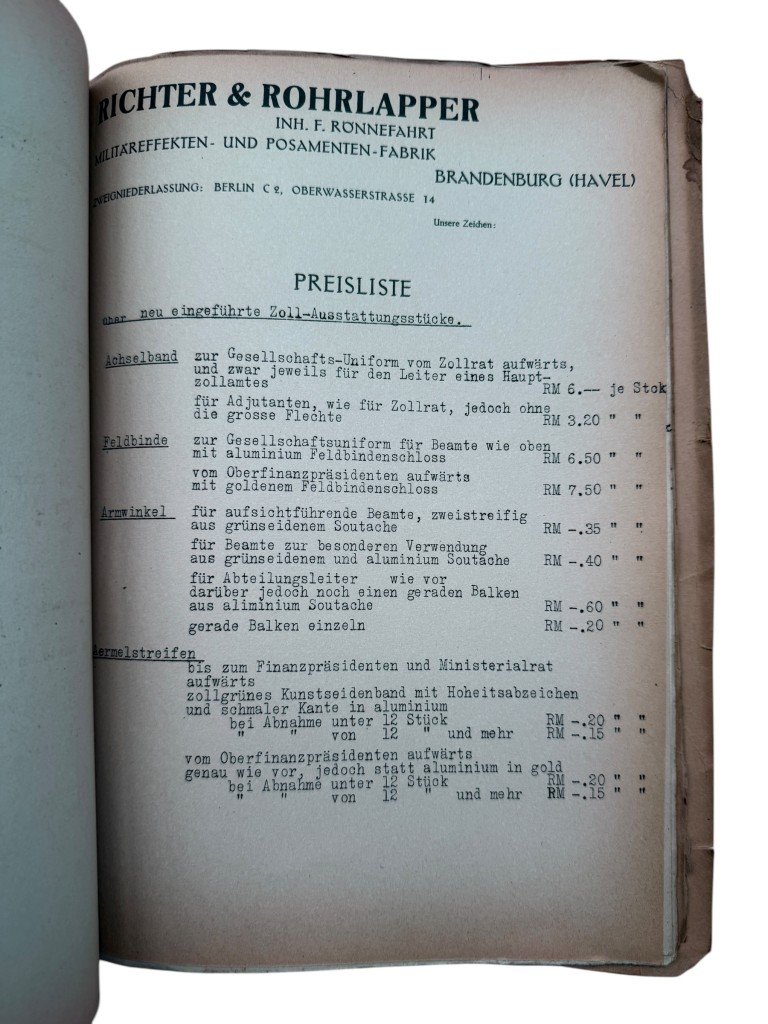 RICHTER & ROHRLAPPER
INH. F. RÖNNEFAHRT
MILITÄREFFEKTEN- UND POSAMENTEN-FABRIK
BRANDENBURG (HAVEL)
ZWEIGNIEDERLASSUNG: BERLIN C 2, OBERWASSERSTRASSE 14
Unsere Zeichen:
PREISLISTE
über neu eingeführte Zoll-Ausstattungsstücke.
Achselband zur Gesellschafts-Uniform vom Zollrat aufwärts,
und zwar jeweils für den Leiter eines Haupt-
zollamtes RM 6.-- je Stck
für Adjutanten, wie für Zollrat, jedoch ohne
die grosse Flechte RM 3.20 " "
Feldbinde zur Gesellschaftsuniform für Beamte wie oben
mit aluminium Feldbindenschloss RM 6.50 " "
vom Oberfinanzpräsidenten aufwärts
mit goldenem Feldbindenschloss RM 7.50 " "
Armwinkel für aufsichtführende Beamte, zweistreifig
aus grünseidenem Soutache RM -.35 " "
für Beamte zur besonderen Verwendung
aus grünseidenem und aluminium Soutache RM -.40 " "
für Abteilungsleiter wie vor
darüber jedoch noch einen geraden Balken
aus aliminium Soutache RM -.60 " "
gerade Balken einzeln RM -.20 " "
Aermelstreifen
bis zum Finanzpräsidenten und Ministerialrat
aufwärts
zollgrünes Kunstseidenband mit Hoheitsabzeichen
und schmaler Kante in aluminium
bei Abnahme unter 12 Stück RM -.20 " "
" " von 12 " und mehr RM -.15 " "
vom Oberfinanzpräsidenten aufwärts
genau wie vor, jedoch statt aluminium in gold
bei Abnahme unter 12 Stück RM -.20 " "
" " von 12 " und mehr RM -.15 " "